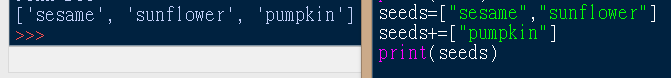 ['sesame', 'sunflower', 'pumpkin']
>>>
seeds=["sesame","sunflower"]
seeds+=["pumpkin"]
print(seeds)